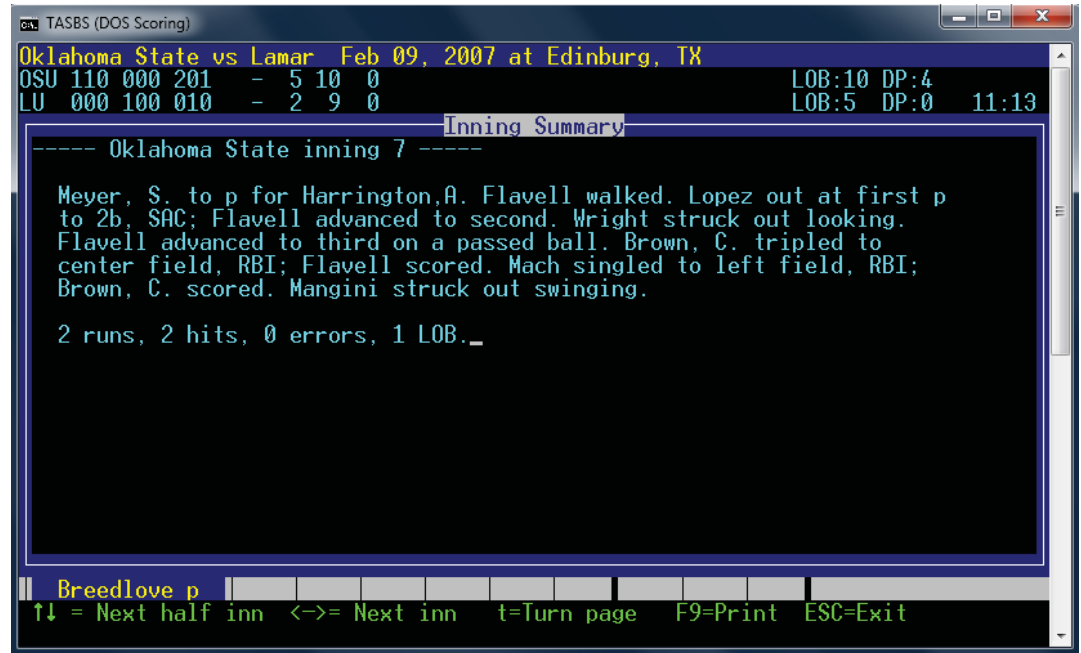 TASBS (DOS Scoring)
Oklahoma State vs Lamar  Feb 09, 2007 at Edinburg, TX
OSU 110 000 201  -  5 10  0  LOB:10 DP:4
LU  000 100 010  -  2  9  0  LOB:5  DP:0  11:13
Inning Summary
----- Oklahoma State inning 7 -----
Meyer, S. to p for Harrington,A. Flavell walked. Lopez out at first p
to 2b, SAC; Flavell advanced to second. Wright struck out looking.
Flavell advanced to third on a passed ball. Brown, C. tripled to
center field, RBI; Flavell scored. Mach singled to left field, RBI;
Brown, C. scored. Mangini struck out swinging.
2 runs, 2 hits, 0 errors, 1 LOB.
Breedlove p
↑↓ = Next half inn  <->= Next inn  t=Turn page  F9=Print  ESC=Exit